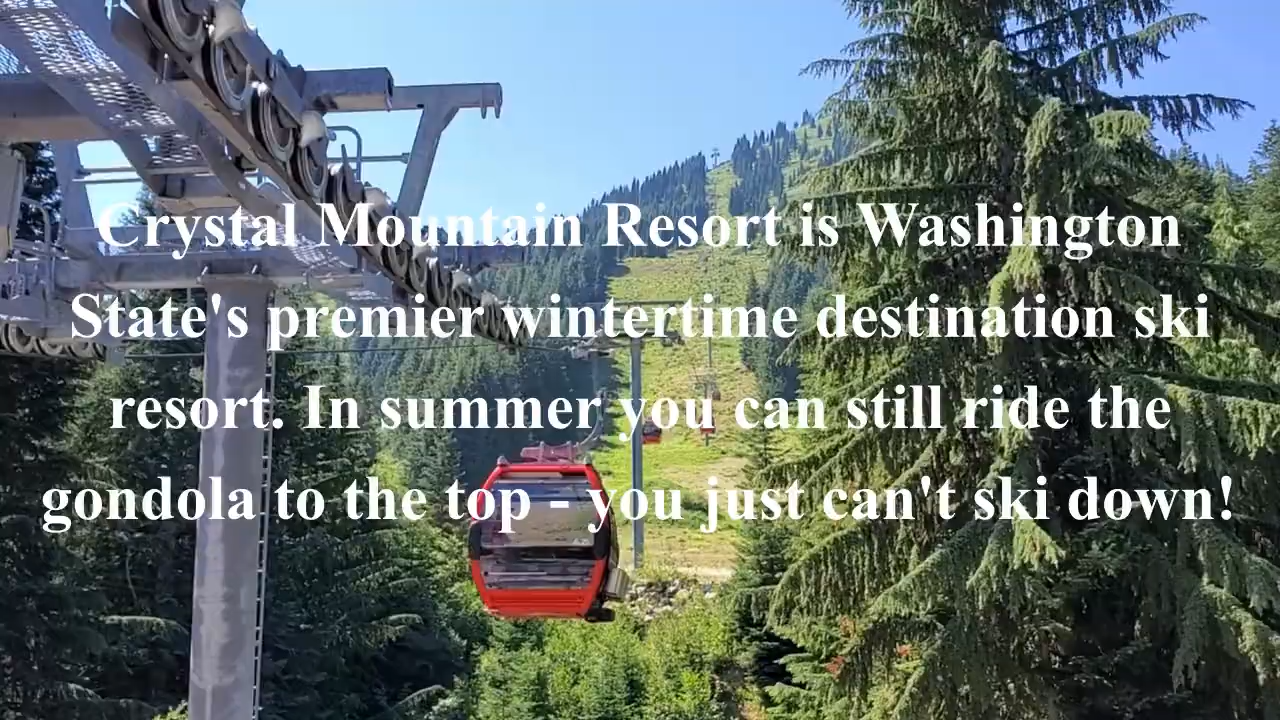 Crystal Mountain Resort is Washington
State's premier wintertime destination ski
resort. In summer you can still ride the
gondola to the top - you just can't ski down!